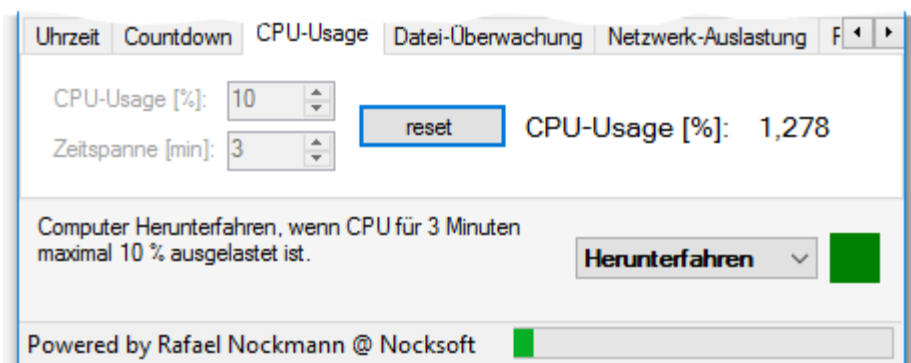 Uhrzeit Countdown CPU-Usage Datei-Überwachung Netzwerk-Auslastung
CPU-Usage [%]: 10
Zeitspanne [min]: 3
reset
CPU-Usage [%]: 1,278
Computer Herunterfahren, wenn CPU für 3 Minuten
maximal 10 % ausgelastet ist.
Herunterfahren
Powered by Rafael Nockmann @ Nocksoft